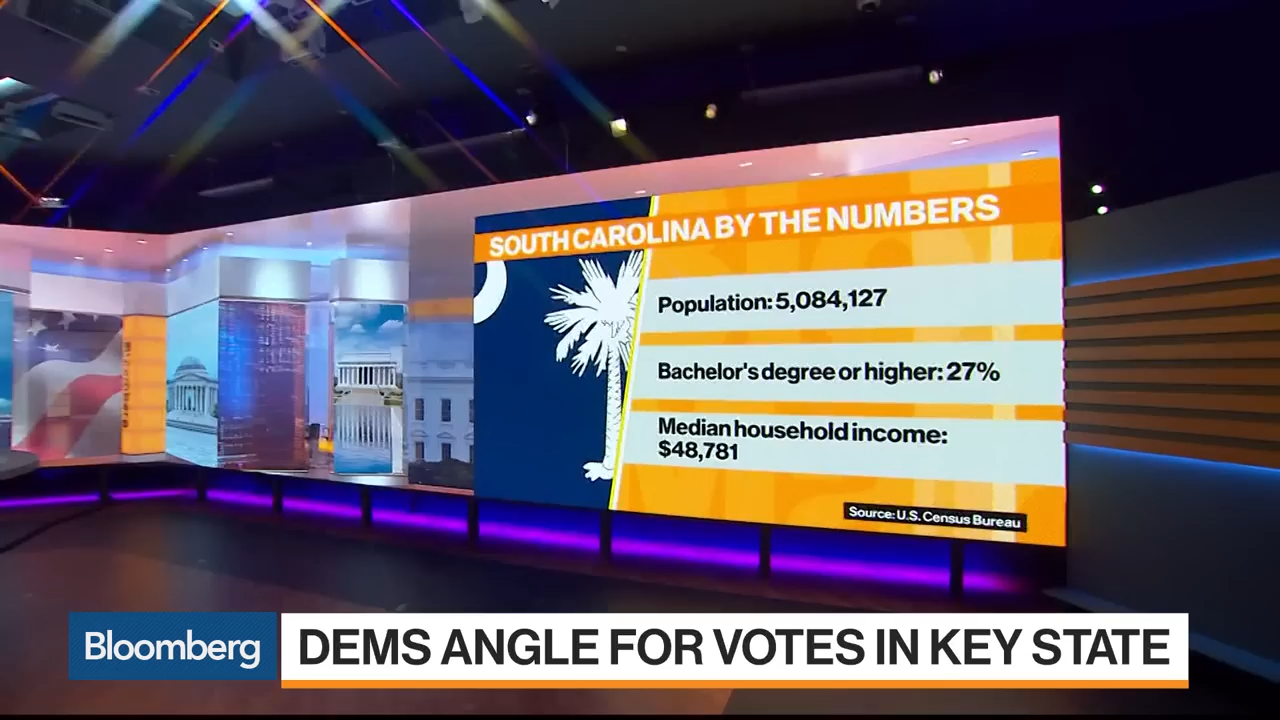 SOUTH CAROLINA BY THE NUMBERS
Population: 5,084,127
Bachelor's degree or higher: 27%
Median household income:
$48,781
Source: U.S. Census Bureau
Bloomberg
DEMS ANGLE FOR VOTES IN KEY STATE